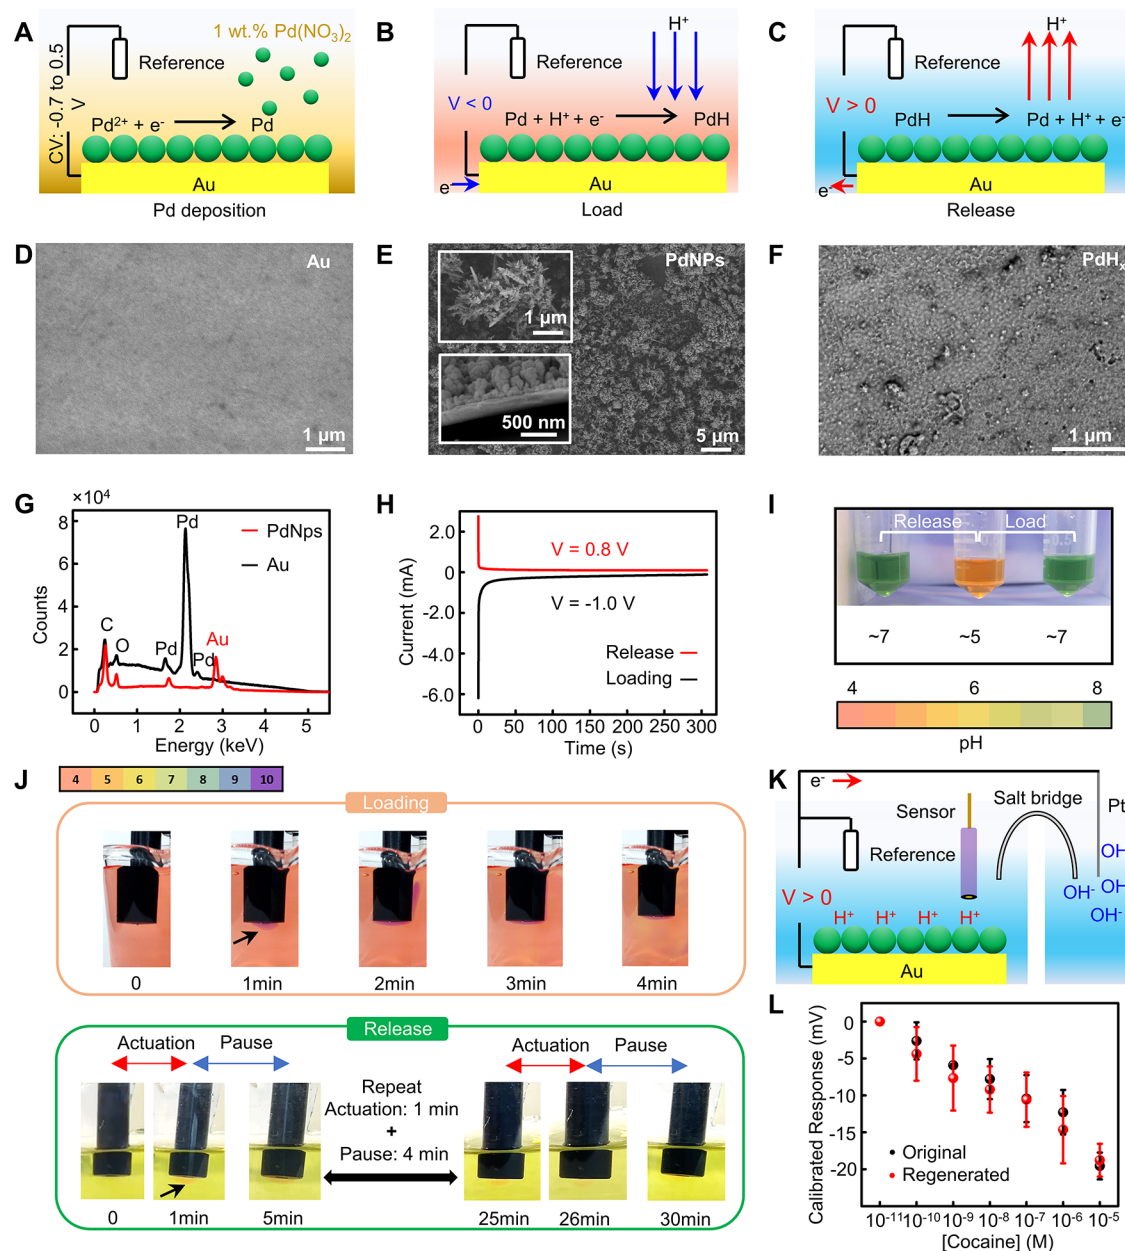 A
1 wt.% Pd(NO₃)₂
Reference
CV: -0.7 to 0.5 V
Pd²⁺ + e⁻
Pd
Au
Pd deposition
B
H⁺
Reference
V < 0
Pd + H⁺ + e⁻
PdH
Au
e⁻
Load
C
H⁺
Reference
V > 0
PdH
Pd + H⁺ + e⁻
Au
e⁻
Release
D
Au
1 μm
E
PdNPs
1 μm
500 nm
5 μm
F
PdHₓ
1 μm
G
×10⁴
8
6
4
2
0
Counts
Pd
PdNps
Au
C
O
Pd
Pd
Au
0 1 2 3 4 5
Energy (keV)
H
2.0
0
-2.0
-4.0
-6.0
Current (mA)
V = 0.8 V
V = -1.0 V
Release
Loading
0 50 100 150 200 250 300
Time (s)
I
Release Load
~7 ~5 ~7
4 6 8
pH
J
4 5 6 7 8 9 10
Loading
0 1min 2min 3min 4min
Release
Actuation Pause
Actuation Pause
Repeat
Actuation: 1 min
+
Pause: 4 min
0 1min 5min 25min 26min 30min
K
e⁻
Sensor
Salt bridge
Pt
Reference
OH⁻
OH⁻
OH⁻
OH⁻
V > 0
H⁺ H⁺ H⁺ H⁺
Au
L
Calibrated Response (mV)
0
-5
-10
-15
-20
Original
Regenerated
10⁻¹¹ 10⁻¹⁰ 10⁻⁹ 10⁻⁸ 10⁻⁷ 10⁻⁶ 10⁻⁵
[Cocaine] (M)